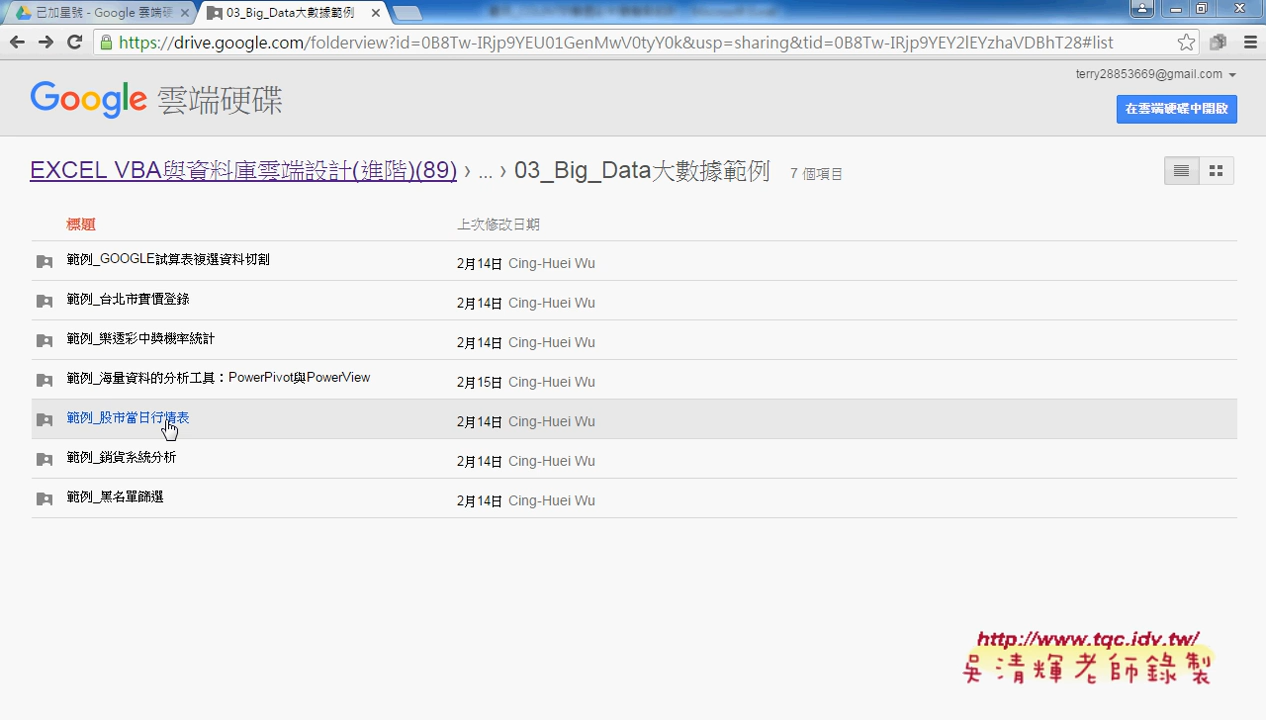 已加星號 - Google 雲端硬
03_Big_Data大數據範例
https://drive.google.com/folderview?id=0B8Tw-IRjp9YEU01GenMwV0tyY0k&usp=sharing&tid=0B8Tw-IRjp9YEY2lEYzhaVDBhT28#list
terry28853669@gmail.com
Google 雲端硬碟
在雲端硬碟中開啟
EXCEL VBA與資料庫雲端設計(進階)(89) › ... › 03_Big_Data大數據範例 7 個項目
標題 上次修改日期
範例_GOOGLE試算表複選資料切割 2月14日 Cing-Huei Wu
範例_台北市實價登錄 2月14日 Cing-Huei Wu
範例_樂透彩中獎機率統計 2月14日 Cing-Huei Wu
範例_海量資料的分析工具：PowerPivot與PowerView 2月15日 Cing-Huei Wu
範例_股市當日行情表 2月14日 Cing-Huei Wu
範例_銷貨系統分析 2月14日 Cing-Huei Wu
範例_黑名單篩選 2月14日 Cing-Huei Wu
http://www.tqc.idv.tw/
吳清輝老師錄製